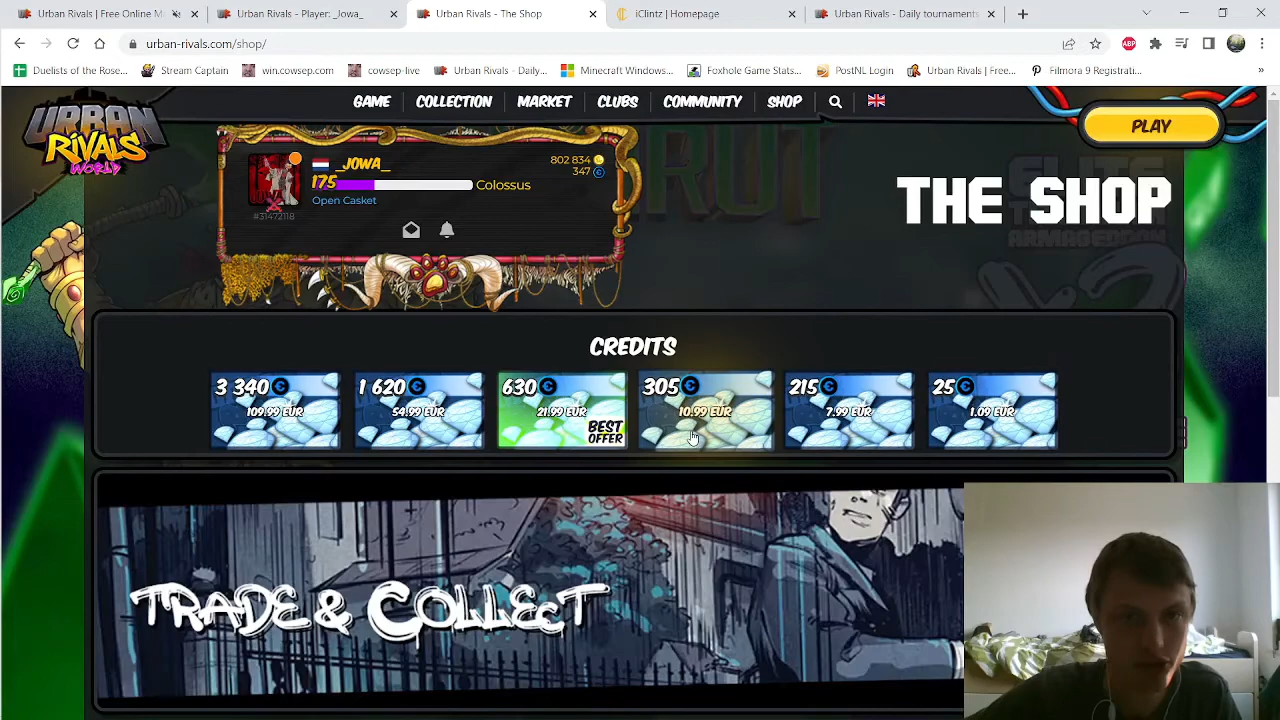 Urban Rivals | Free Online M
Urban Rivals - Player: _Jowa_
Urban Rivals - The Shop
iClintz | Homepage
Urban Rivals - Daily tournaments
urban-rivals.com/shop/
ABP
Duelists of the Rose...
Stream Captain
win.cowsep.com
cowsep-live
Urban Rivals - Daily...
Minecraft Windows...
Foxhole Game Stats...
PostNL Login
Urban Rivals | Free...
Filmora 9 Registrati...
URBAN
RIVALS
WORLD
GAME
COLLECTION
MARKET
CLUBS
COMMUNITY
SHOP
PLAY
_JOWA_
802 834
347
175
Colossus
Open Casket
#31472118
THE SHOP
CREDITS
3 340
109.99 EUR
1 620
54.99 EUR
630
21.99 EUR
BEST
OFFER
305
10.99 EUR
215
7.99 EUR
25
1.09 EUR
TRADE & COLLECT